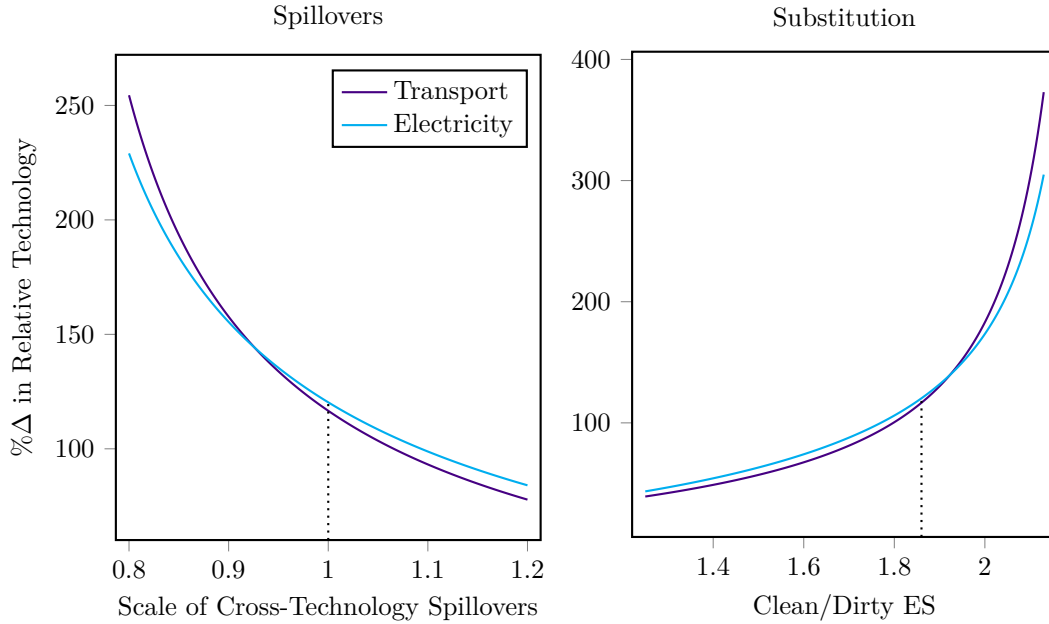 Spillovers
%Δ in Relative Technology
250
200
150
100
0.8
0.9
1
1.1
1.2
Scale of Cross-Technology Spillovers
Transport
Electricity
Substitution
400
300
200
100
1.4
1.6
1.8
2
Clean/Dirty ES